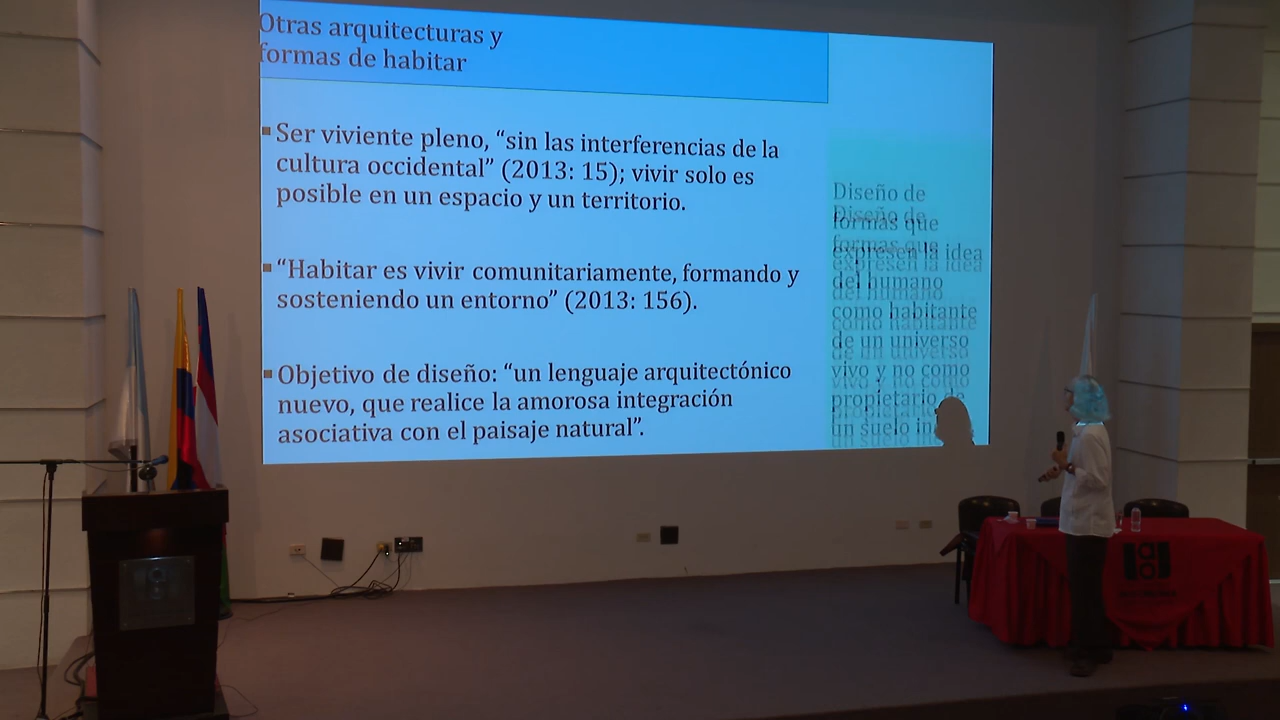 Otras arquitecturas y
formas de habitar
Ser viviente pleno, “sin las interferencias de la
cultura occidental” (2013: 15); vivir solo es
posible en un espacio y un territorio.
“Habitar es vivir comunitariamente, formando y
sosteniendo un entorno” (2013: 156).
Objetivo de diseño: “un lenguaje arquitectónico
nuevo, que realice la amorosa integración
asociativa con el paisaje natural”.
Diseño de
formas que
expresen la idea
del humano
como habitante
de un universo
vivo y no como
propietario de
un suelo